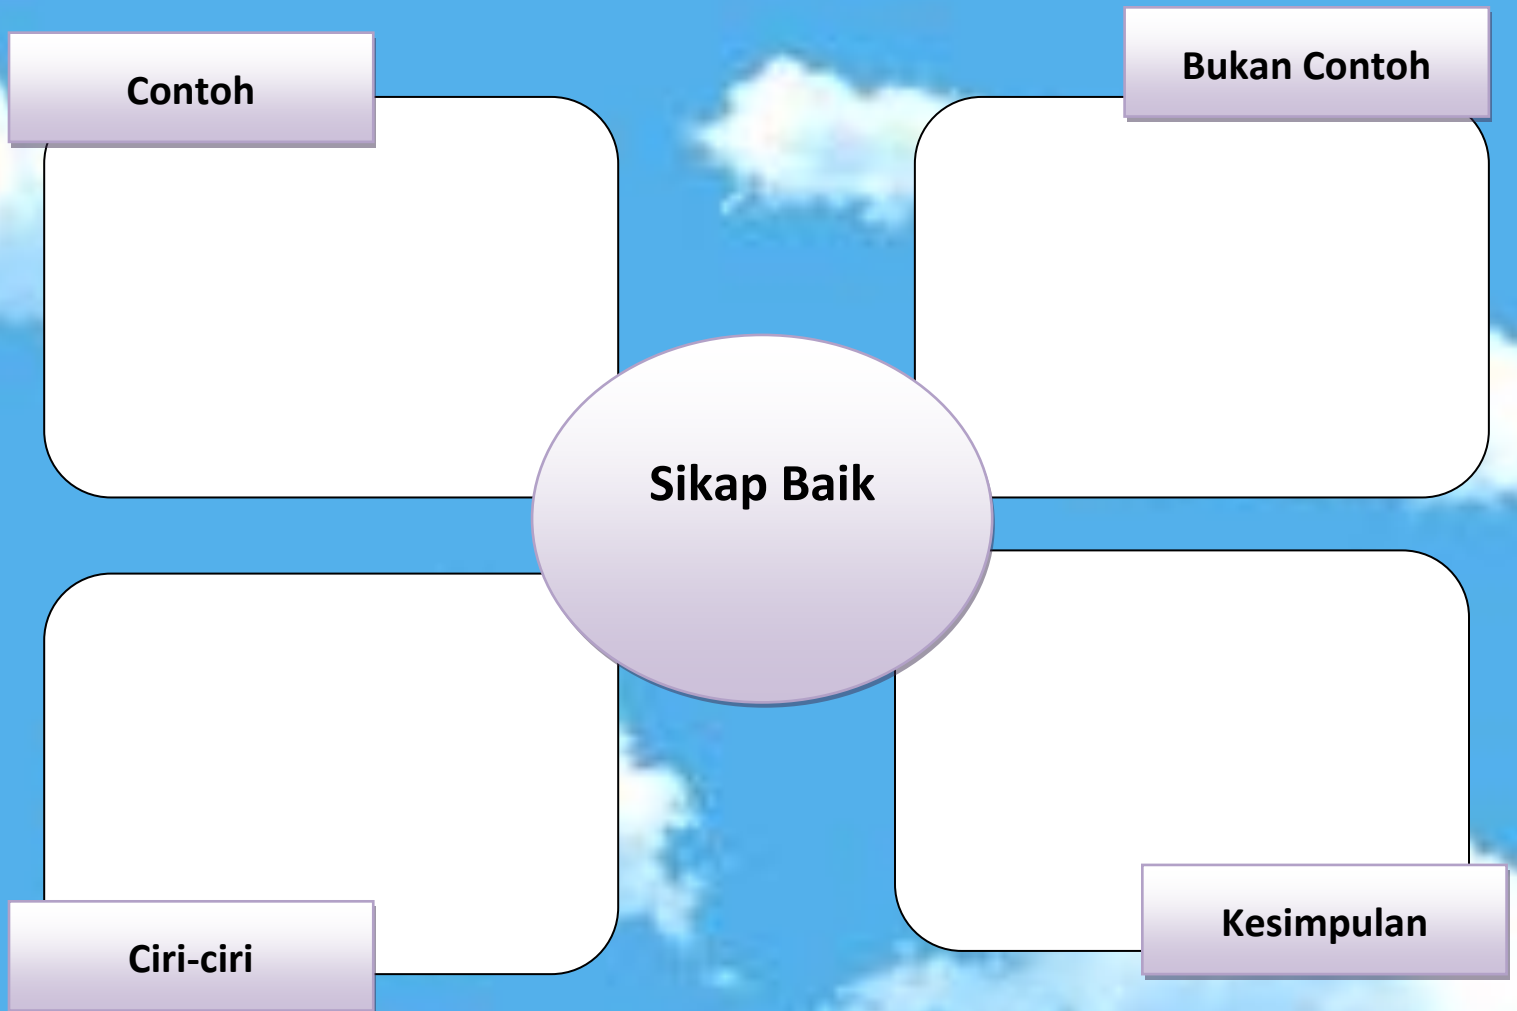 Contoh
Bukan Contoh
Sikap Baik
Ciri-ciri
Kesimpulan